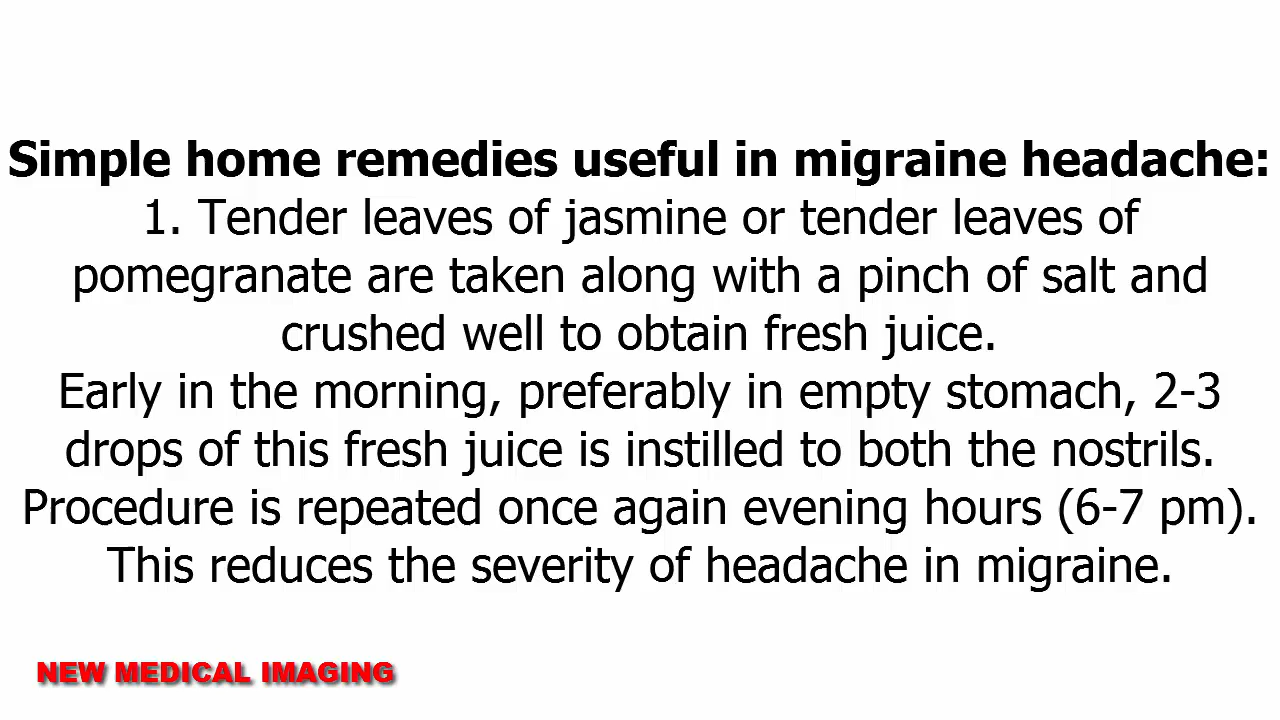 Simple home remedies useful in migraine headache:
1. Tender leaves of jasmine or tender leaves of
pomegranate are taken along with a pinch of salt and
crushed well to obtain fresh juice.
Early in the morning, preferably in empty stomach, 2-3
drops of this fresh juice is instilled to both the nostrils.
Procedure is repeated once again evening hours (6-7 pm).
This reduces the severity of headache in migraine.
NEW MEDICAL IMAGING